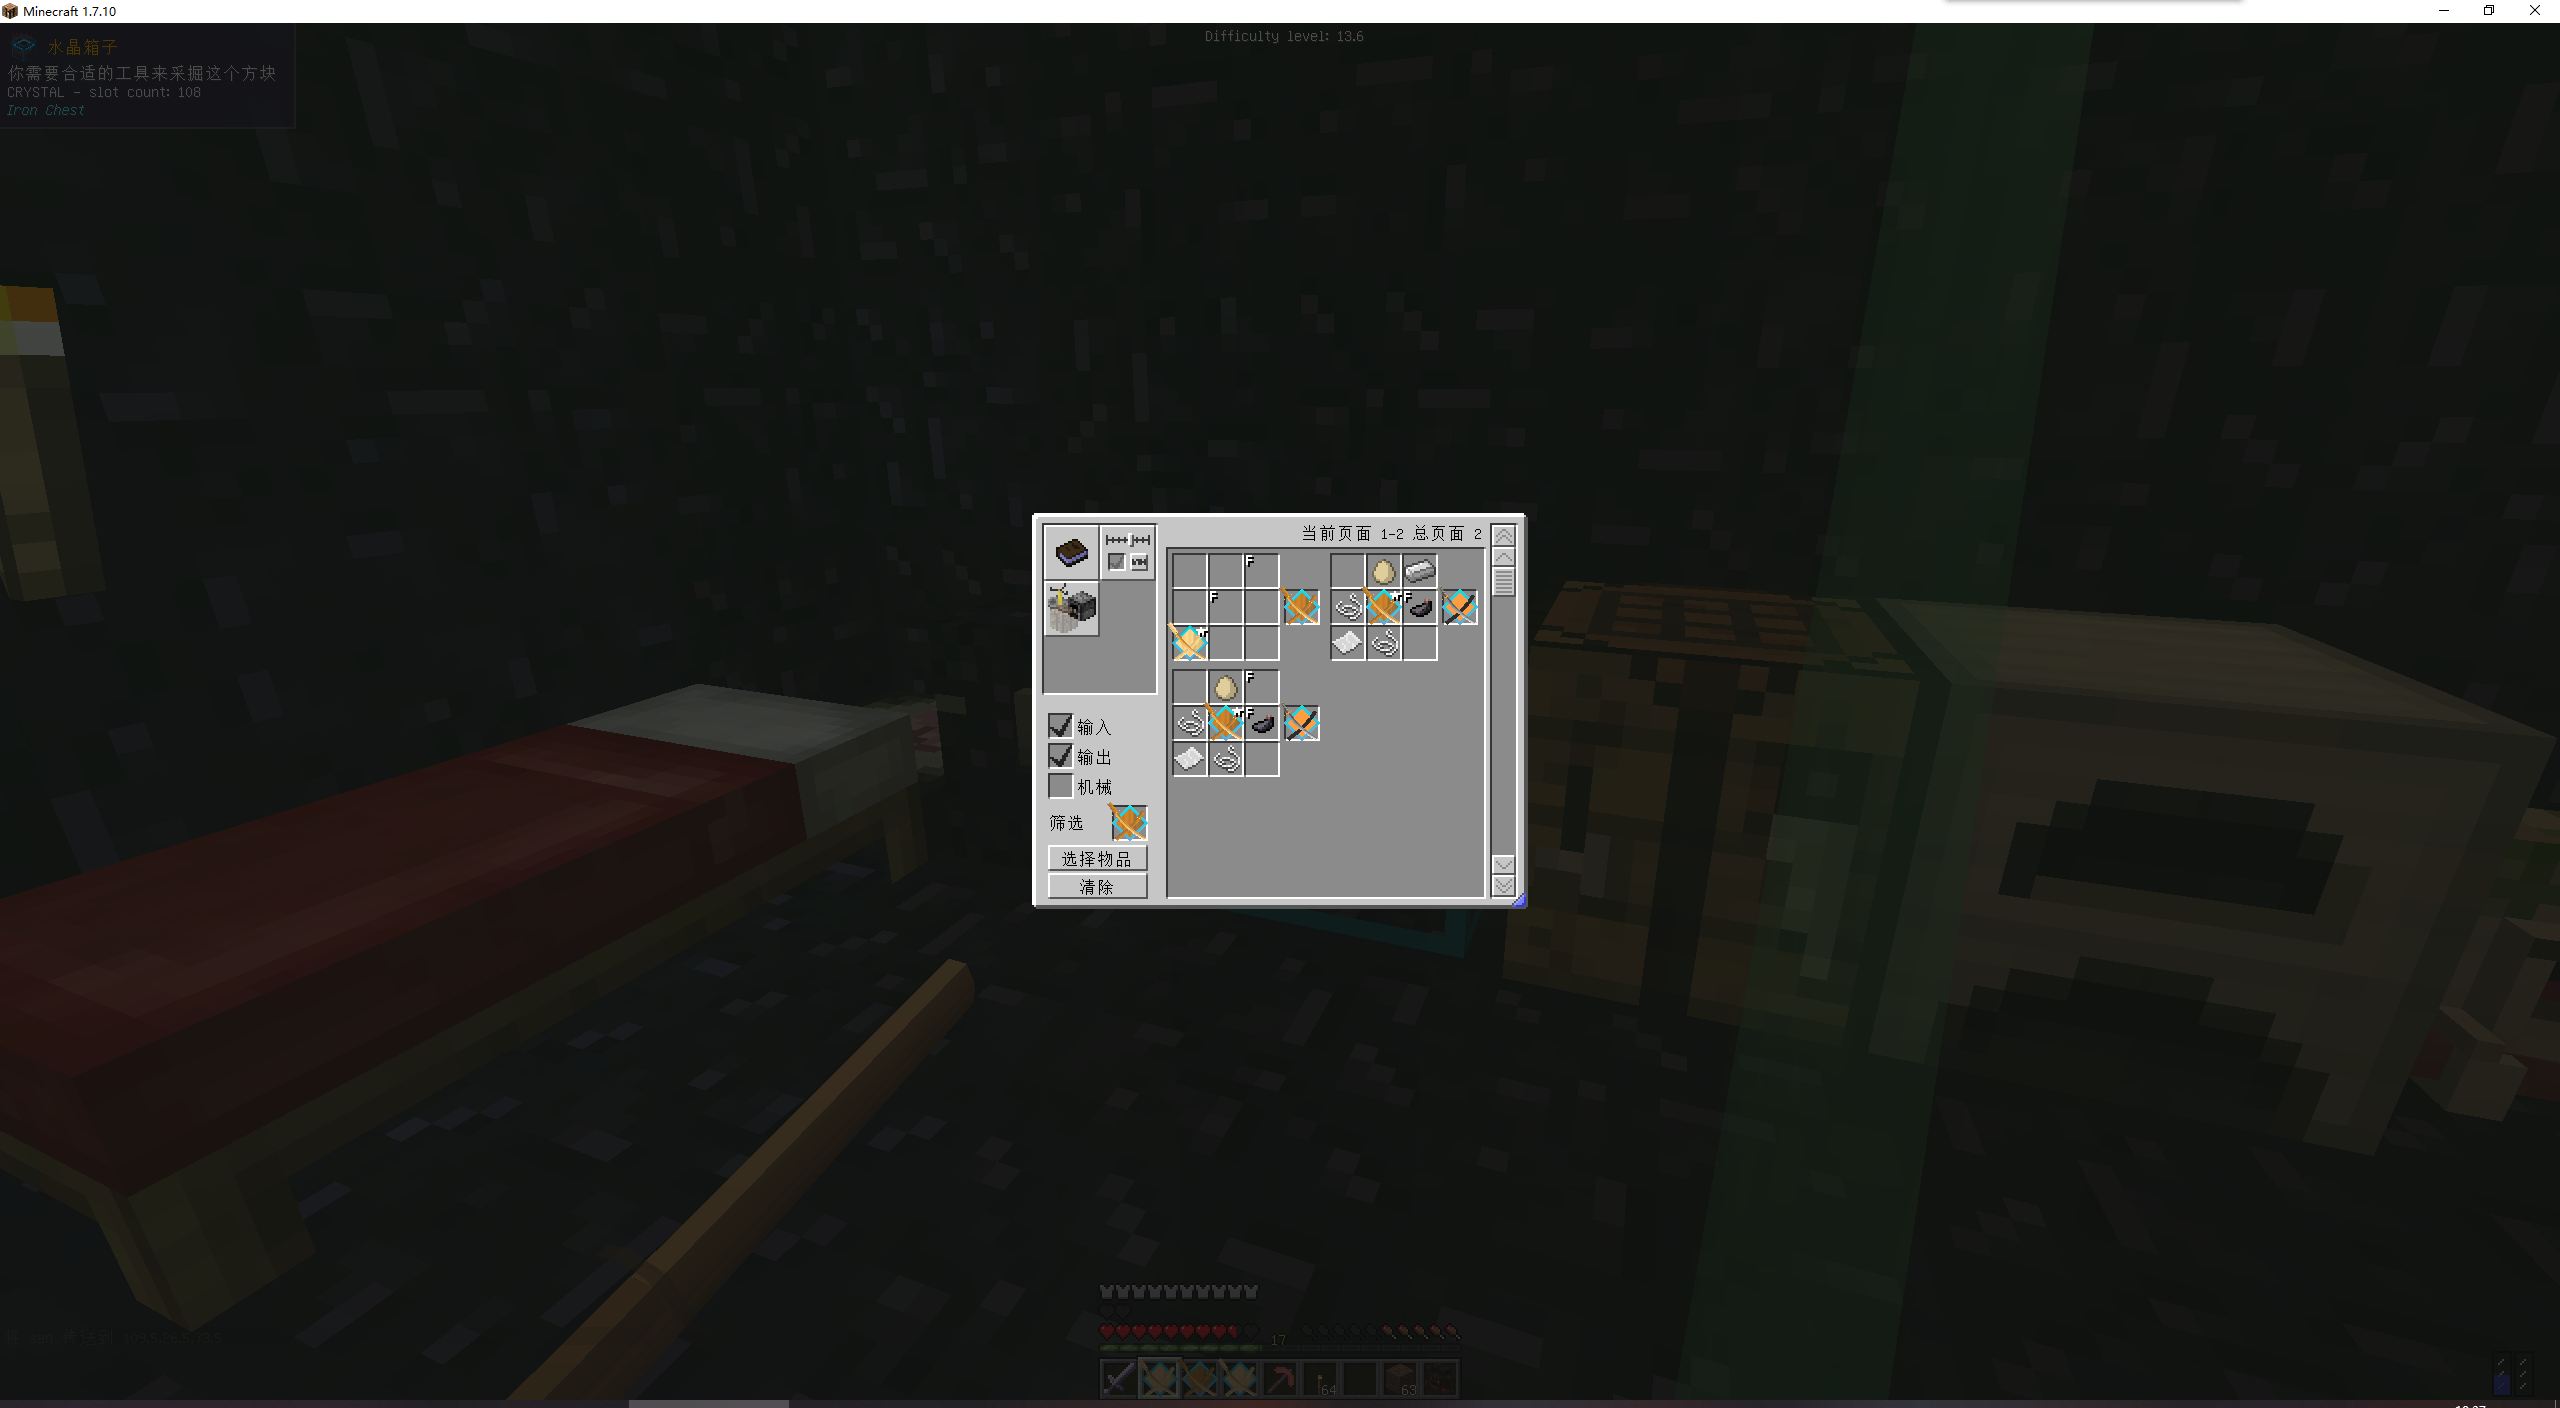 Minecraft 1.7.10
水晶箱子
你需要合适的工具来采掘这个方块
CRYSTAL - slot count: 108
Iron Chest
Difficulty level: 13.6
当前页面 1-2 总页面 2
F
F
F
F
F
输入
输出
机械
筛选
选择物品
清除
17
64
63